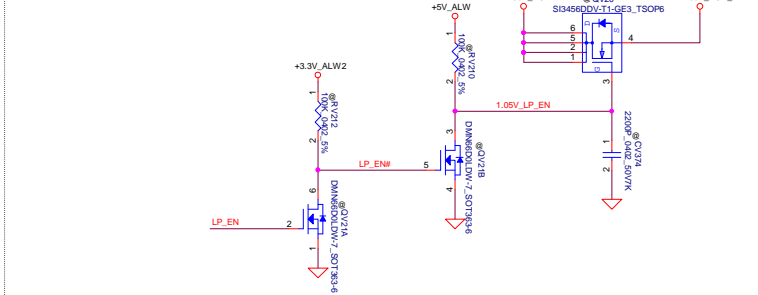 +5V_ALW
SI3456DDV-T1-GE3_TSOP6
D
S
G
6
5
2
1
4
3
1
@RV210
100K_0402_5%
2
+3.3V_ALW2
1
@RV212
100K_0402_5%
2
1.05V_LP_EN
3
@QV21B
DMN66D0LDW-7_SOT363-6
LP_EN#
5
4
1
@CV374
2200P_0402_50V7K
2
6
@QV21A
DMN66D0LDW-7_SOT363-6
LP_EN
2
1